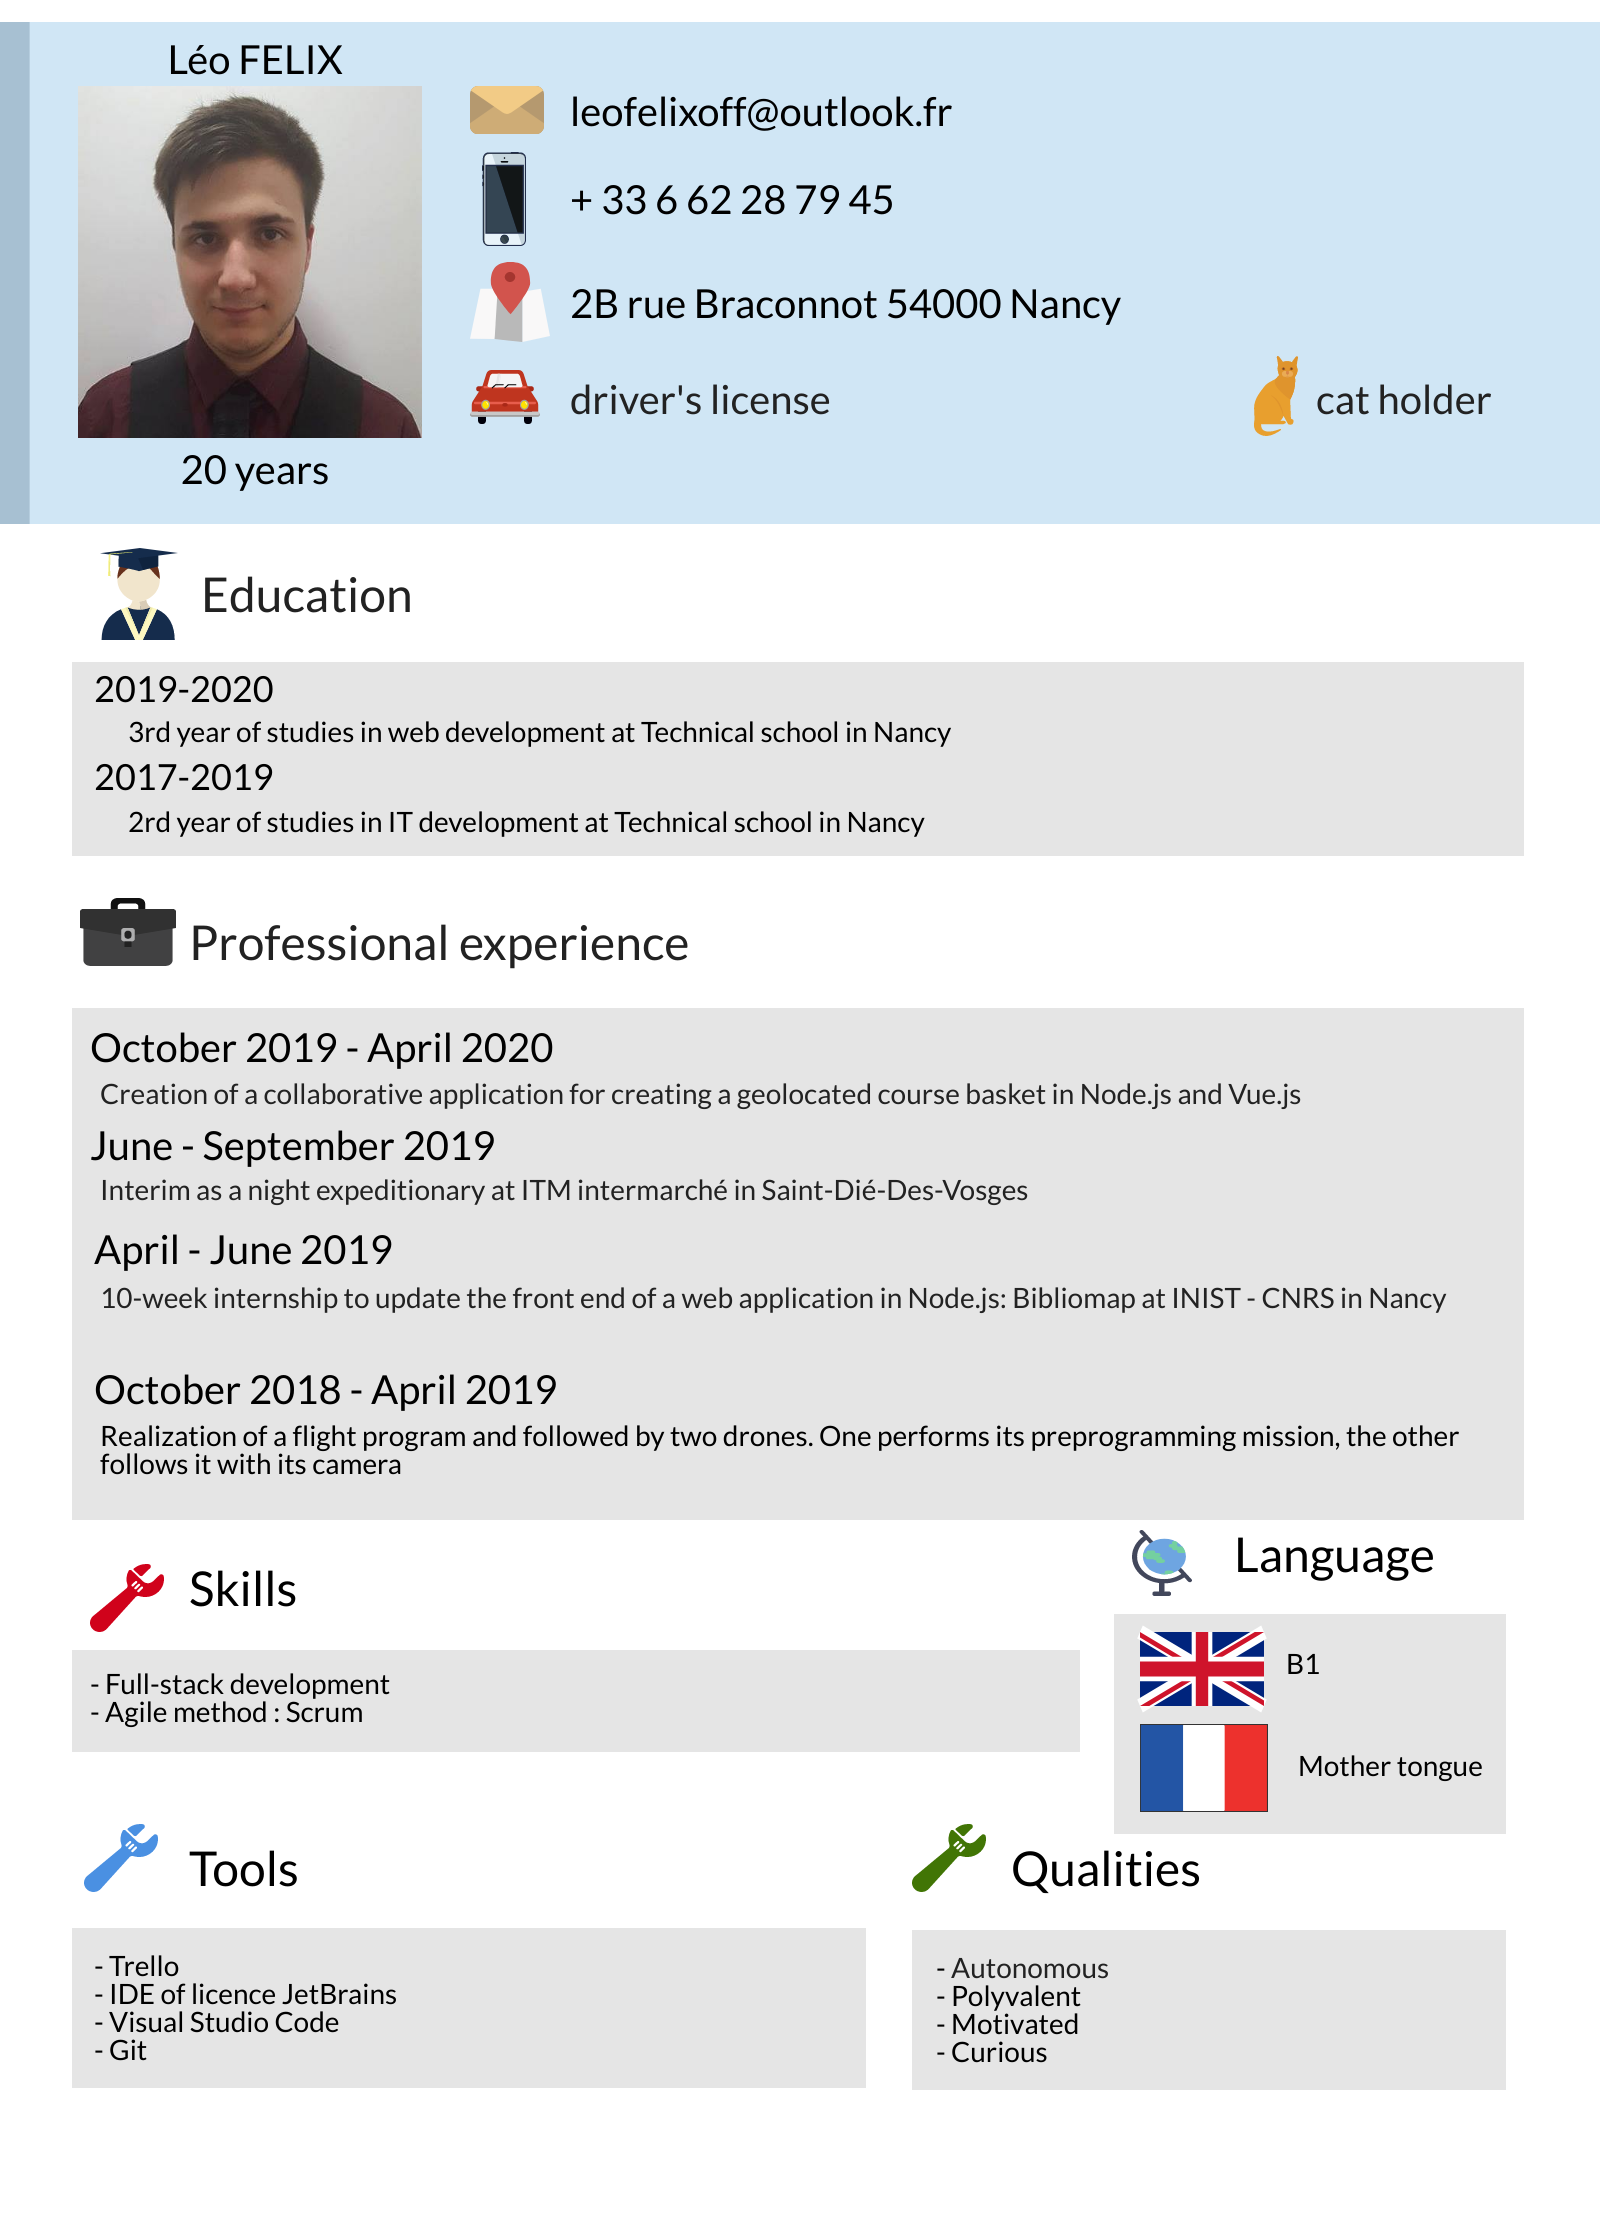 Léo FELIX
leofelixoff@outlook.fr
+ 33 6 62 28 79 45
2B rue Braconnot 54000 Nancy
driver's license
cat holder
20 years
Education
2019-2020
3rd year of studies in web development at Technical school in Nancy
2017-2019
2rd year of studies in IT development at Technical school in Nancy
Professional experience
October 2019 - April 2020
Creation of a collaborative application for creating a geolocated course basket in Node.js and Vue.js
June - September 2019
Interim as a night expeditionary at ITM intermarché in Saint-Dié-Des-Vosges
April - June 2019
10-week internship to update the front end of a web application in Node.js: Bibliomap at INIST - CNRS in Nancy
October 2018 - April 2019
Realization of a flight program and followed by two drones. One performs its preprogramming mission, the other
follows it with its camera
Skills
- Full-stack development
- Agile method : Scrum
Language
B1
Mother tongue
Tools
- Trello
- IDE of licence JetBrains
- Visual Studio Code
- Git
Qualities
- Autonomous
- Polyvalent
- Motivated
- Curious